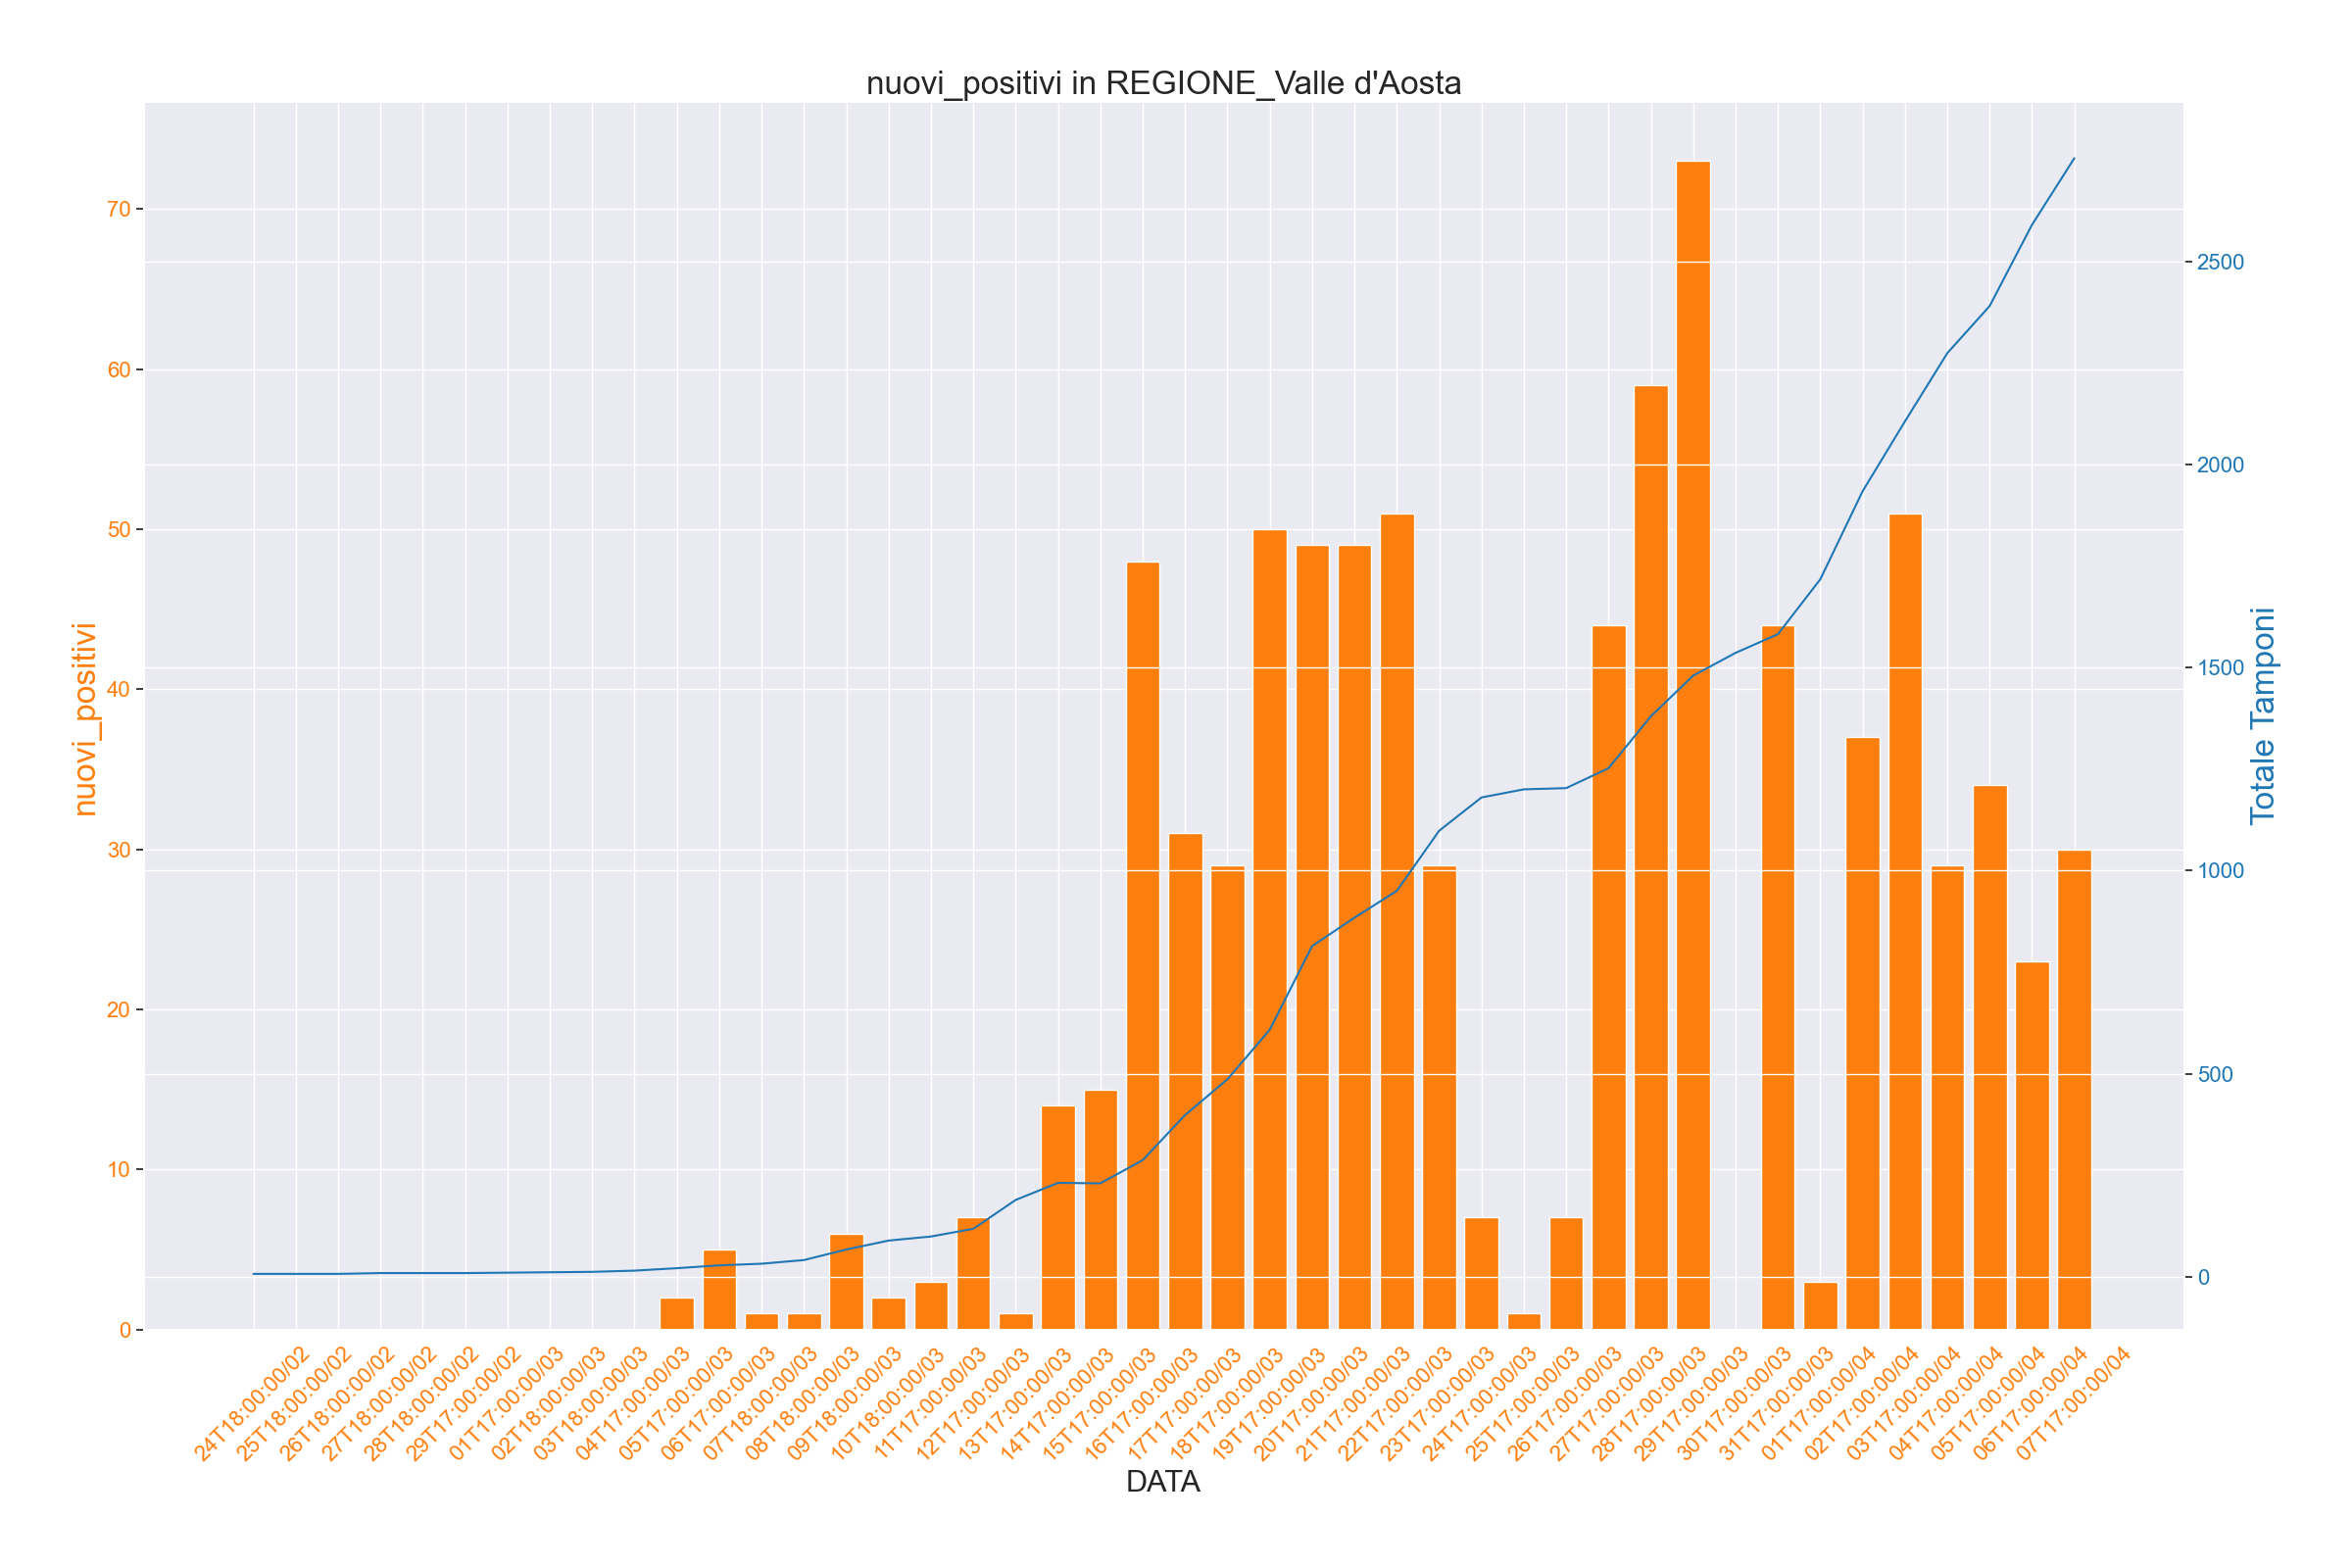 nuovi_positivi in REGIONE_Valle d'Aosta
nuovi_positivi
70
60
50
40
30
20
10
0
Totale Tamponi
2500
2000
1500
1000
500
0
24T18:00:00/02
25T18:00:00/02
26T18:00:00/02
27T18:00:00/02
28T18:00:00/02
29T17:00:00/02
01T17:00:00/03
02T18:00:00/03
03T18:00:00/03
04T17:00:00/03
05T17:00:00/03
06T17:00:00/03
07T18:00:00/03
08T18:00:00/03
09T18:00:00/03
10T18:00:00/03
11T17:00:00/03
12T17:00:00/03
13T17:00:00/03
14T17:00:00/03
15T17:00:00/03
16T17:00:00/03
17T17:00:00/03
18T17:00:00/03
19T17:00:00/03
20T17:00:00/03
21T17:00:00/03
22T17:00:00/03
23T17:00:00/03
24T17:00:00/03
25T17:00:00/03
26T17:00:00/03
27T17:00:00/03
28T17:00:00/03
29T17:00:00/03
30T17:00:00/03
31T17:00:00/03
01T17:00:00/04
02T17:00:00/04
03T17:00:00/04
04T17:00:00/04
05T17:00:00/04
06T17:00:00/04
07T17:00:00/04
DATA